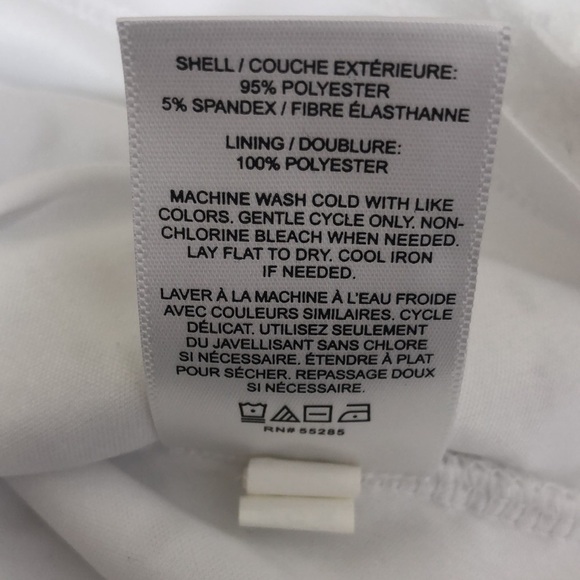 SHELL / COUCHE EXTÉRIEURE:
95% POLYESTER
5% SPANDEX / FIBRE ÉLASTHANNE
LINING / DOUBLURE:
100% POLYESTER
MACHINE WASH COLD WITH LIKE
COLORS. GENTLE CYCLE ONLY. NON-
CHLORINE BLEACH WHEN NEEDED.
LAY FLAT TO DRY. COOL IRON
IF NEEDED.
LAVER À LA MACHINE À L'EAU FROIDE
AVEC COULEURS SIMILAIRES. CYCLE
DÉLICAT. UTILISEZ SEULEMENT
DU JAVELLISANT SANS CHLORE
SI NÉCESSAIRE. ÉTENDRE À PLAT
POUR SÉCHER. REPASSAGE DOUX
SI NÉCESSAIRE.
RN# 55285